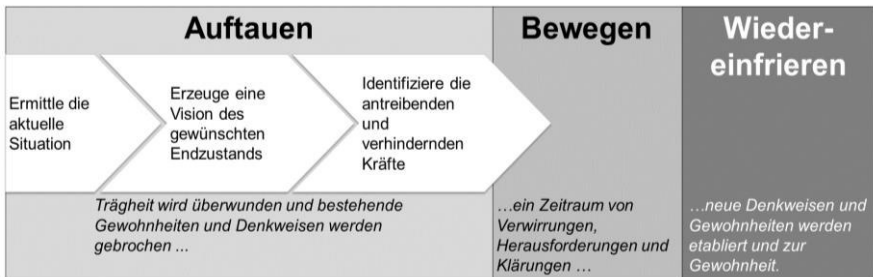 Auftauen
Ermittle die
aktuelle
Situation
Erzeuge eine
Vision des
gewünschten
Endzustands
Identifiziere die
antreibenden
und
verhindernden
Kräfte
Trägheit wird überwunden und bestehende
Gewohnheiten und Denkweisen werden
gebrochen ...
Bewegen
…ein Zeitraum von
Verwirrungen,
Herausforderungen und
Klärungen …
Wieder-
einfrieren
…neue Denkweisen und
Gewohnheiten werden
etabliert und zur
Gewohnheit.